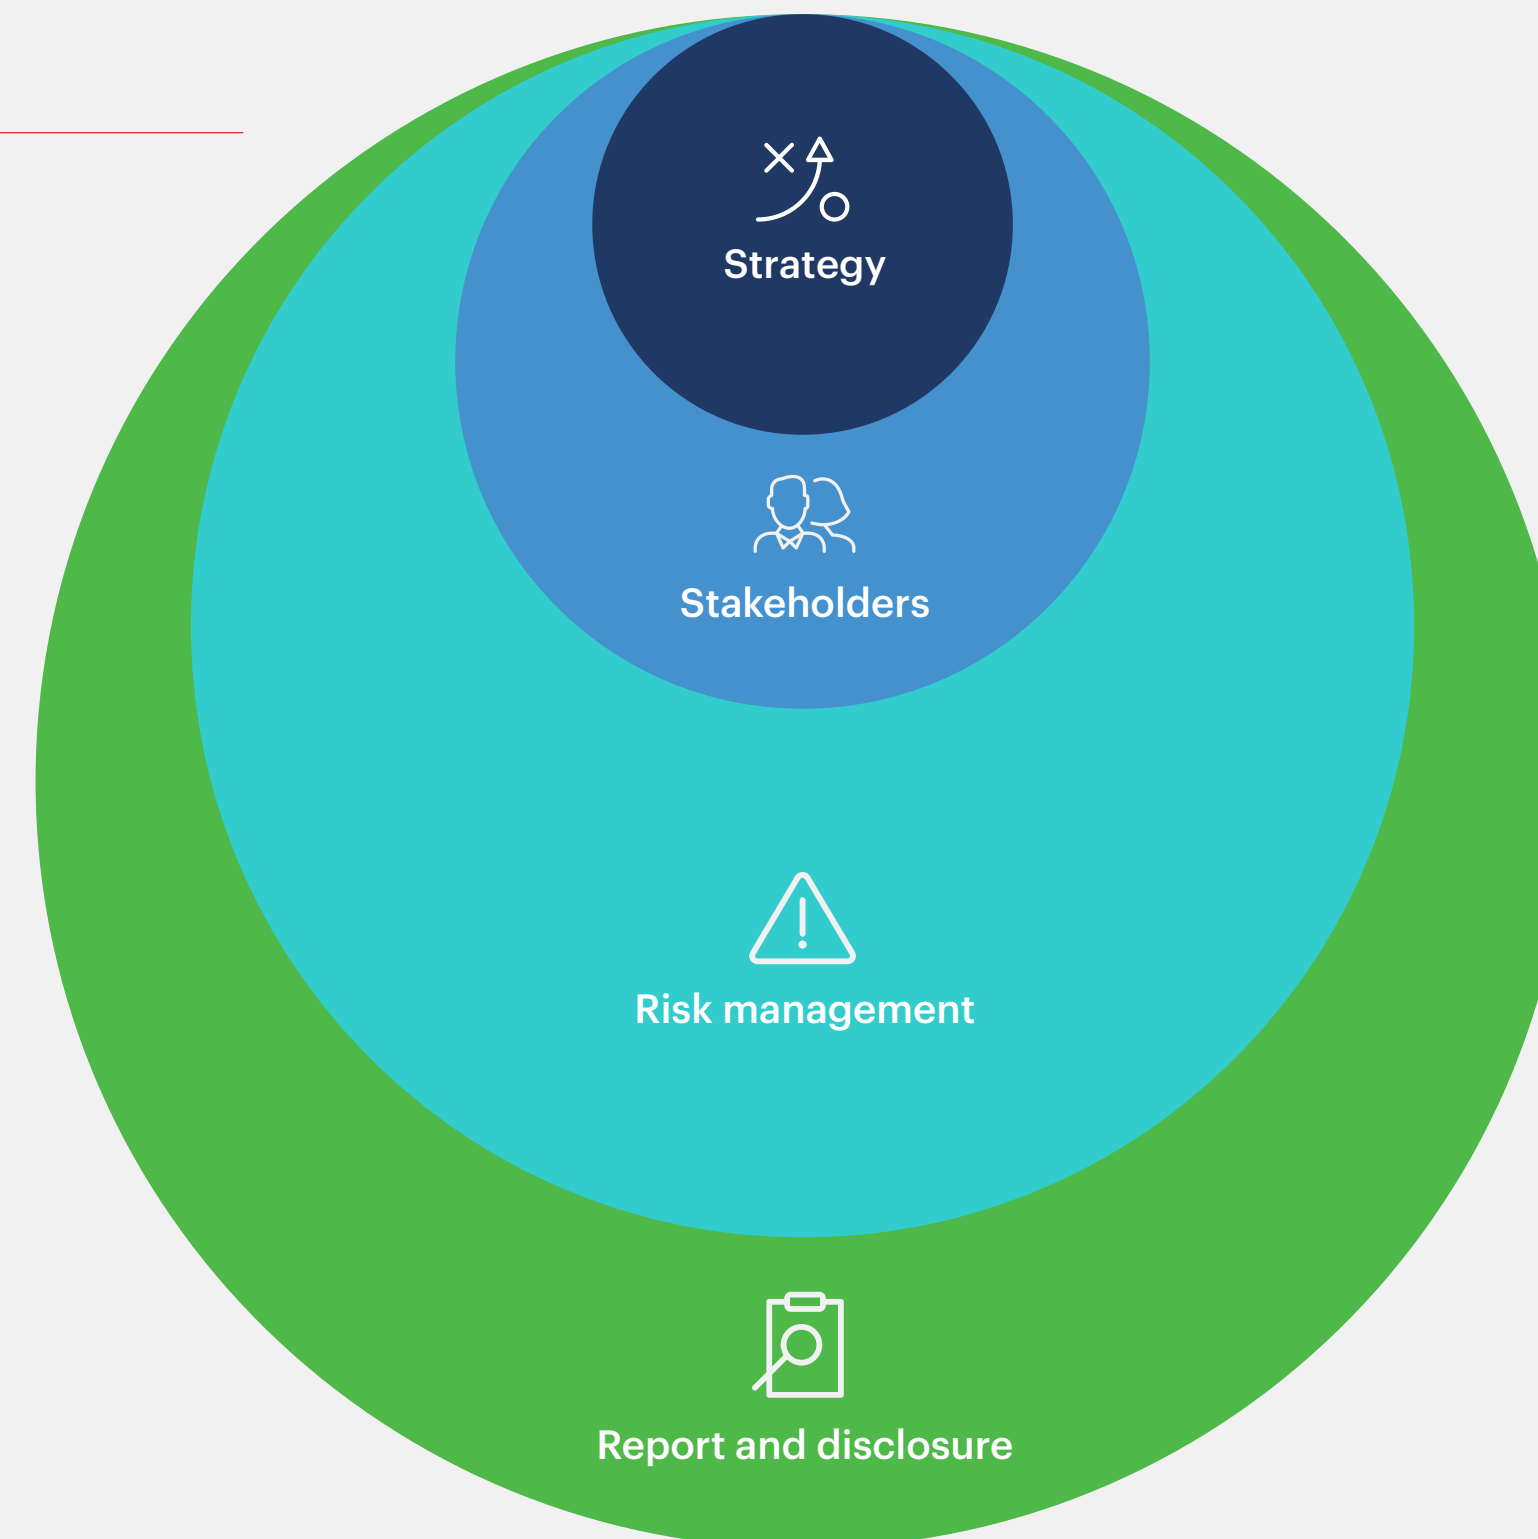 Strategy
Stakeholders
Risk management
Report and disclosure